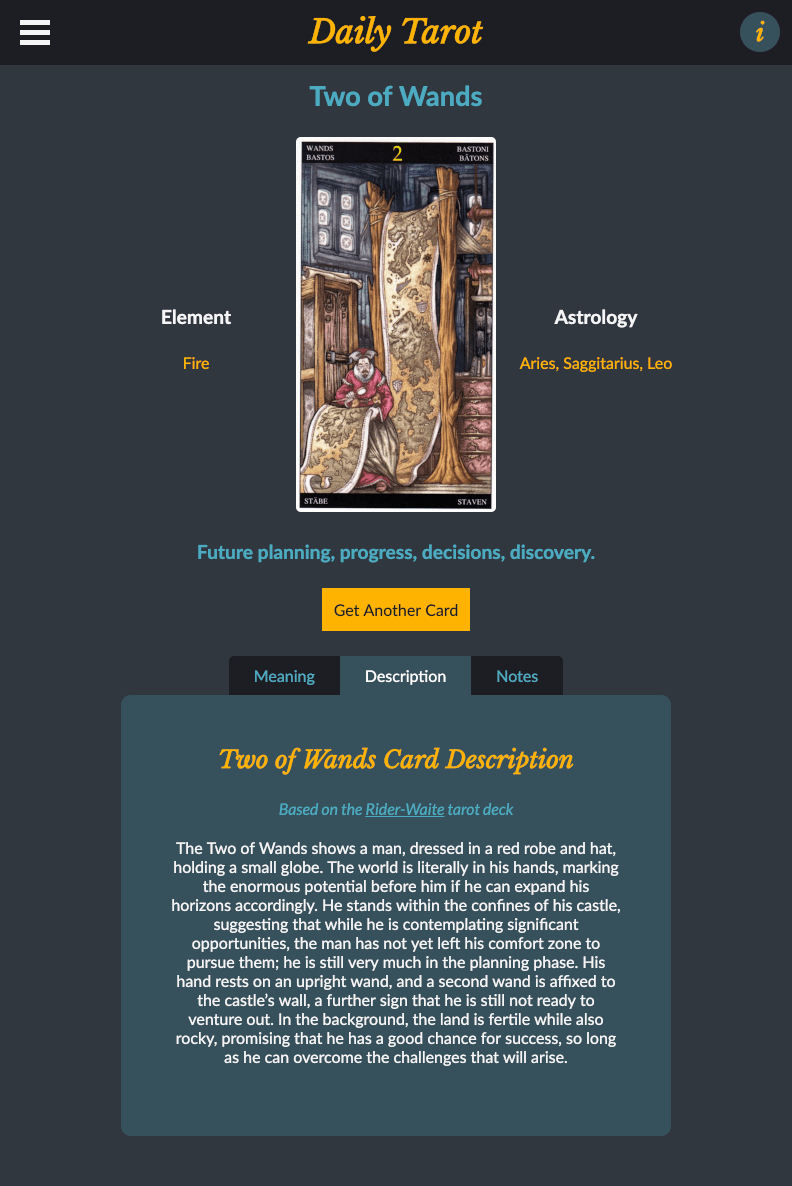 Daily Tarot
i
Two of Wands
WANDS
BASTOS
2
BASTONI
BÂTONS
STÄBE
STAVEN
Element
Fire
Astrology
Aries, Saggitarius, Leo
Future planning, progress, decisions, discovery.
Get Another Card
Meaning
Description
Notes
Two of Wands Card Description
Based on the Rider-Waite tarot deck
The Two of Wands shows a man, dressed in a red robe and hat,
holding a small globe. The world is literally in his hands, marking
the enormous potential before him if he can expand his
horizons accordingly. He stands within the confines of his castle,
suggesting that while he is contemplating significant
opportunities, the man has not yet left his comfort zone to
pursue them; he is still very much in the planning phase. His
hand rests on an upright wand, and a second wand is affixed to
the castle’s wall, a further sign that he is still not ready to
venture out. In the background, the land is fertile while also
rocky, promising that he has a good chance for success, so long
as he can overcome the challenges that will arise.